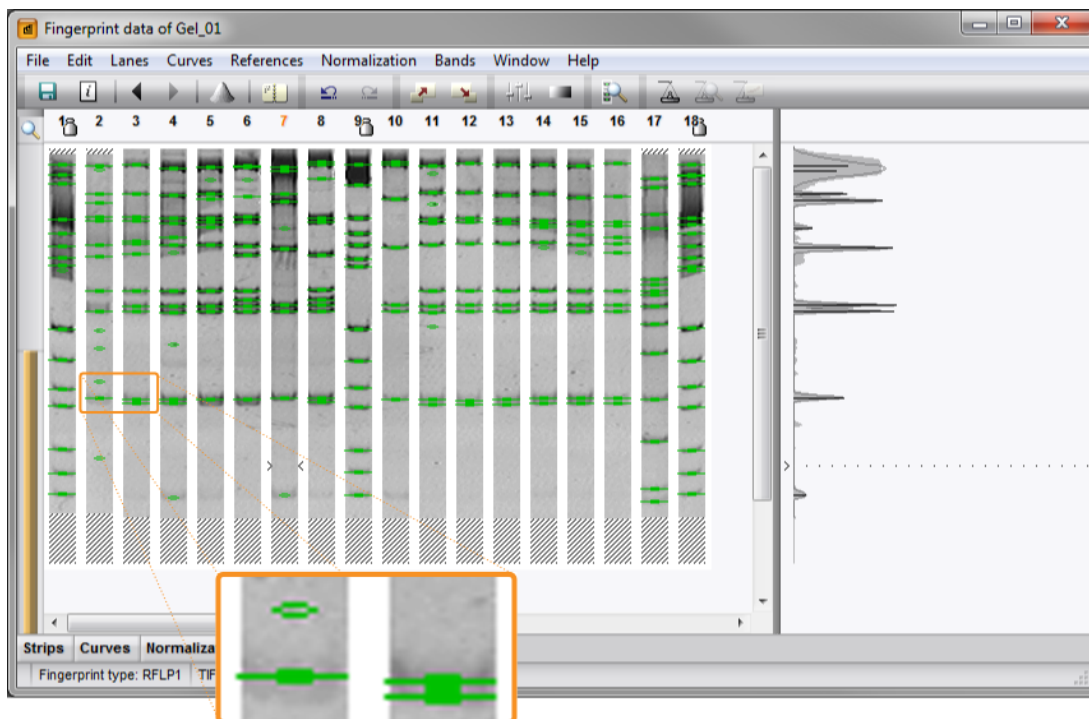 Fingerprint data of Gel_01
File Edit Lanes Curves References Normalization Bands Window Help
1 2 3 4 5 6 7 8 9 10 11 12 13 14 15 16 17 18
Strips Curves Normaliza
Fingerprint type: RFLP1 TIF